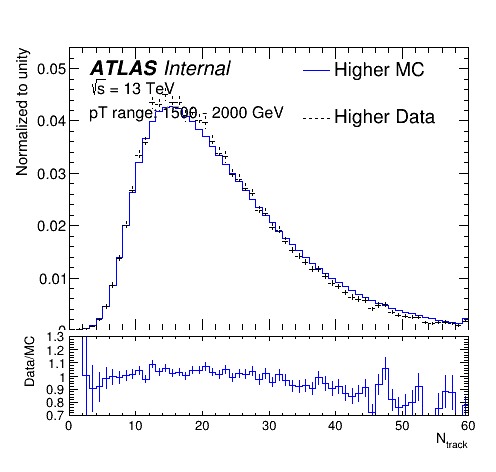 ATLAS Internal
√s = 13 TeV
pT range: 1500 - 2000 GeV
Higher MC
Higher Data
Normalized to unity
0.05
0.04
0.03
0.02
0.01
0
Data/MC
1.3
1.2
1.1
1
0.9
0.8
0.7
0 10 20 30 40 50 60
N_track